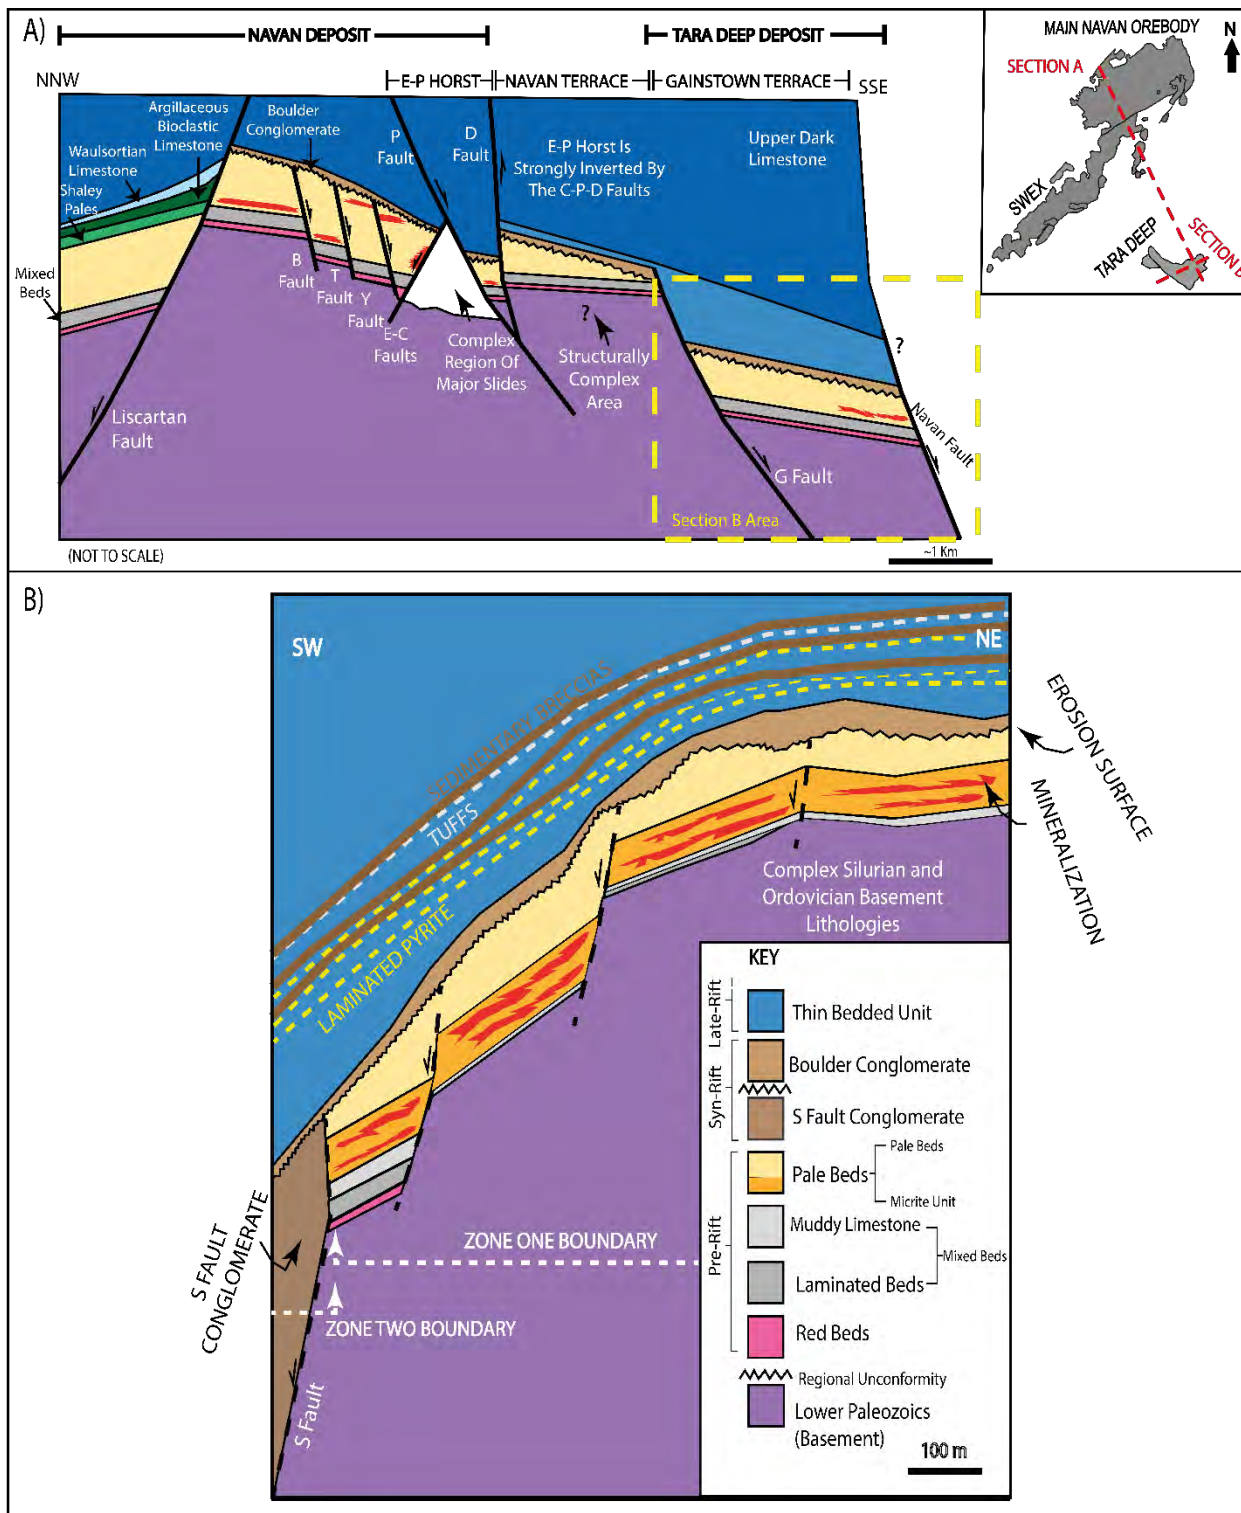 A)
NAVAN DEPOSIT
TARA DEEP DEPOSIT
NNW
E-P HORST
NAVAN TERRACE
GAINSTOWN TERRACE
SSE
Argillaceous
Bioclastic
Limestone
Boulder
Conglomerate
Waulsortian
Limestone
Shaley
Pales
Mixed
Beds
P
Fault
D
Fault
E-P Horst Is
Strongly Inverted By
The C-P-D Faults
Upper Dark
Limestone
B
Fault
T
Fault
Y
Fault
E-C
Faults
Complex
Region Of
Major Slides
?
Structurally
Complex
Area
?
Liscartan
Fault
G Fault
Navan Fault
Section B Area
(NOT TO SCALE)
~1 Km
MAIN NAVAN OREBODY
N
SECTION A
SWEX
TARA DEEP
SECTION B
B)
SW
NE
SEDIMENTARY BRECCIAS
TUFFS
LAMINATED PYRITE
EROSION SURFACE
MINERALIZATION
Complex Silurian and
Ordovician Basement
Lithologies
S FAULT
CONGLOMERATE
ZONE ONE BOUNDARY
ZONE TWO BOUNDARY
S Fault
KEY
Late-Rift
Thin Bedded Unit
Syn-Rift
Boulder Conglomerate
S Fault Conglomerate
Pre-Rift
Pale Beds
Pale Beds
Micrite Unit
Muddy Limestone
Mixed Beds
Laminated Beds
Red Beds
Regional Unconformity
Lower Paleozoics
(Basement)
100 m